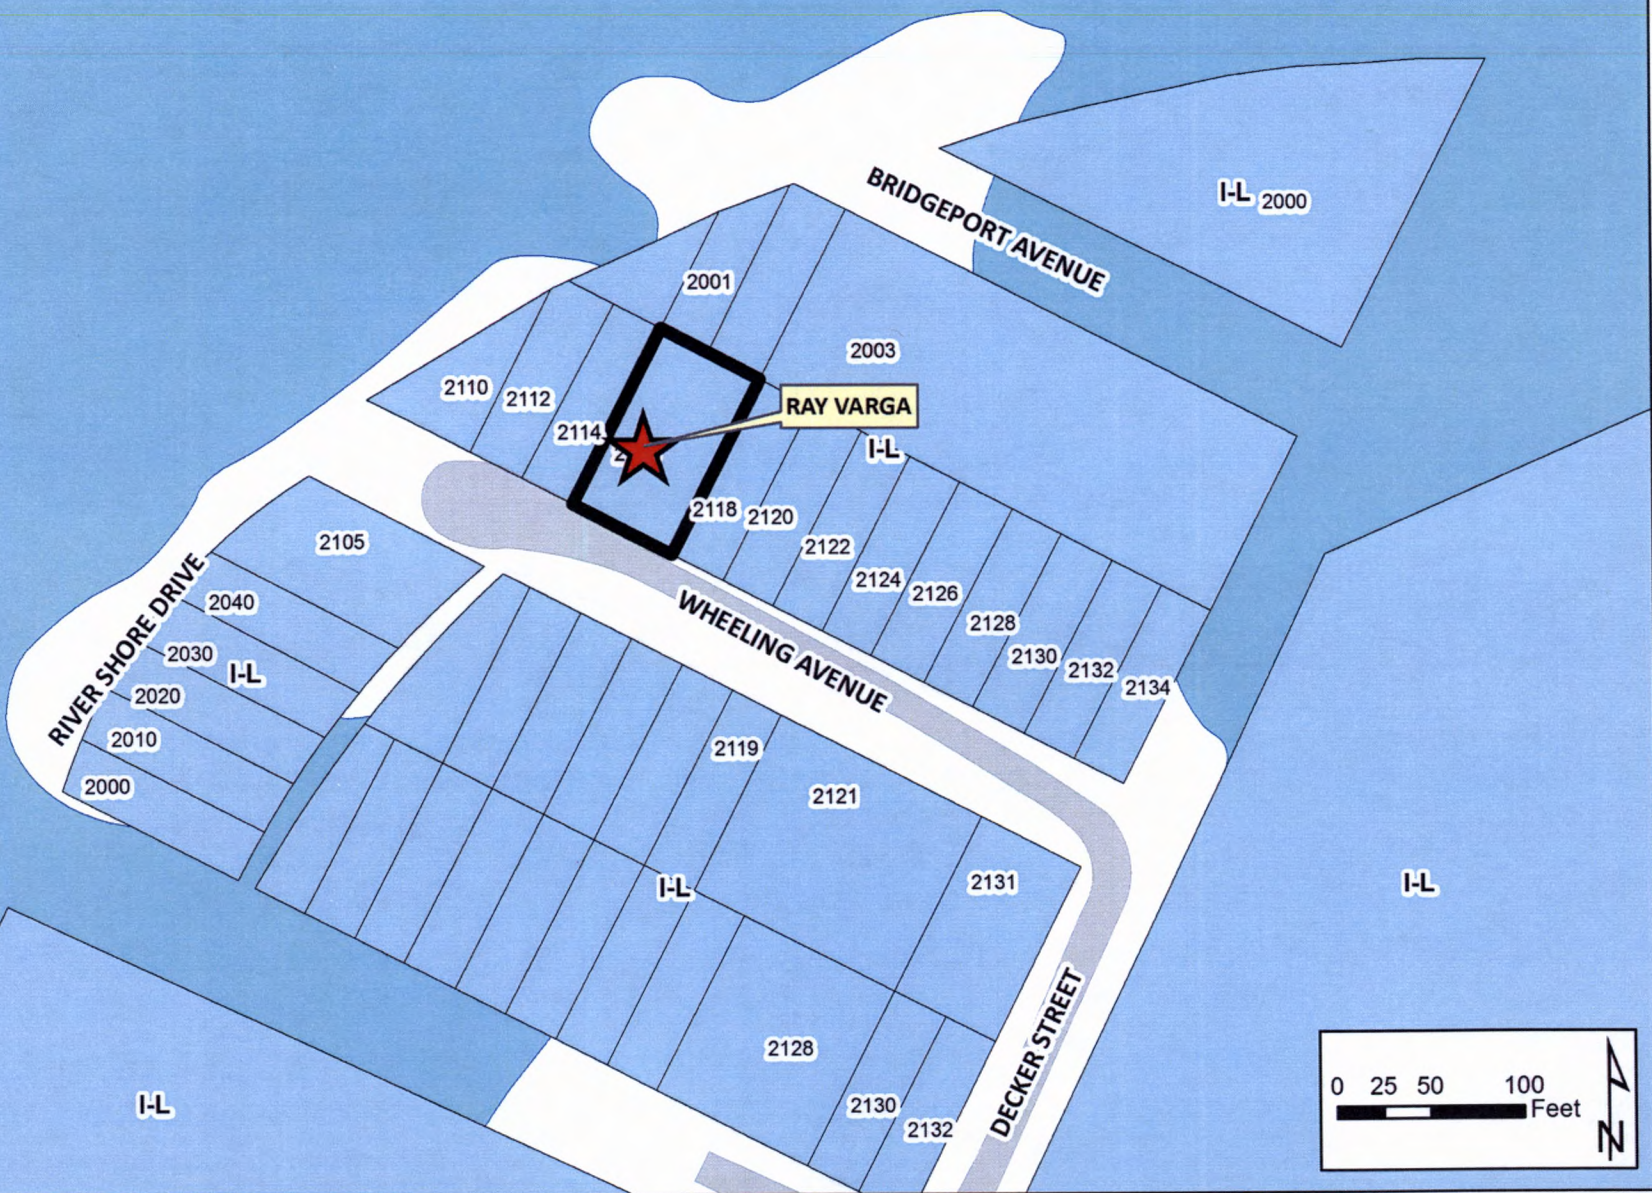 BRIDGEPORT AVENUE
I-L 2000
2001
2003
2110
2112
RAY VARGA
2114
I-L
2118
2120
2105
2122
2124
2126
2040
2128
2030
2130
I-L
2132
2134
RIVER SHORE DRIVE
WHEELING AVENUE
2020
2010
2119
2000
2121
I-L
2131
I-L
2128
DECKER STREET
I-L
2130
2132
0 25 50 100
Feet
N